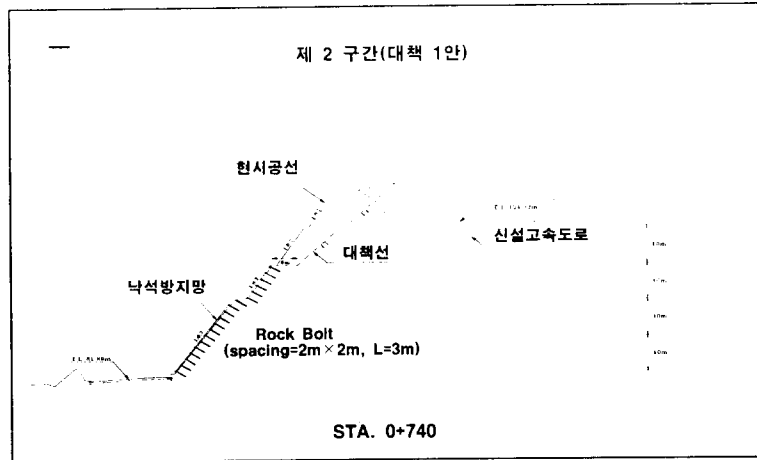 제 2 구간(대책 1안)
현시공선
신설고속도로
대책선
낙석방지망
Rock Bolt
(spacing=2m×2m, L=3m)
STA. 0+740